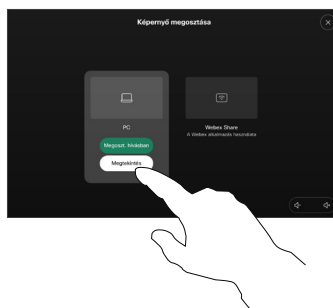 Képernyő megosztása
PC
Megoszt. hívásban
Megtekintés
Webex Share
A Webex alkalmazás használata